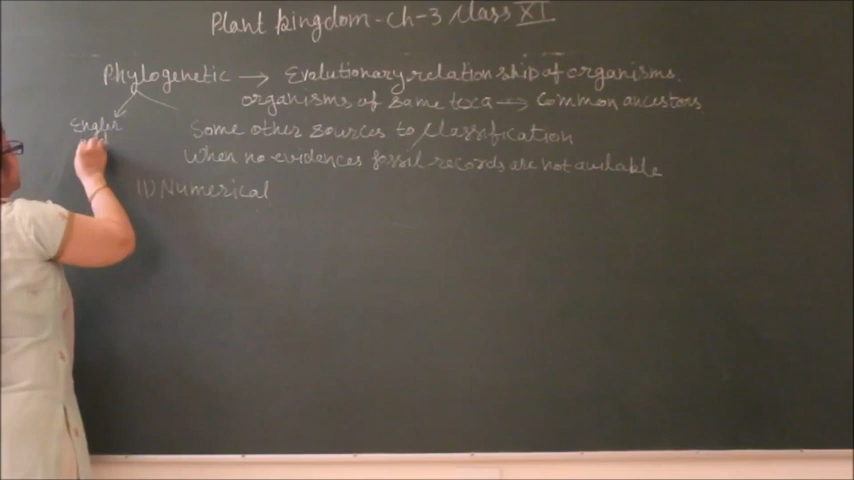 Plant kingdom - Ch-3 Class XI
Phylogenetic → Evolutionary relationship of organisms.
organisms of same texa → Common ancestors
Engler
Some other sources to Classification
When no evidences fossil records are not available
1) Numerical